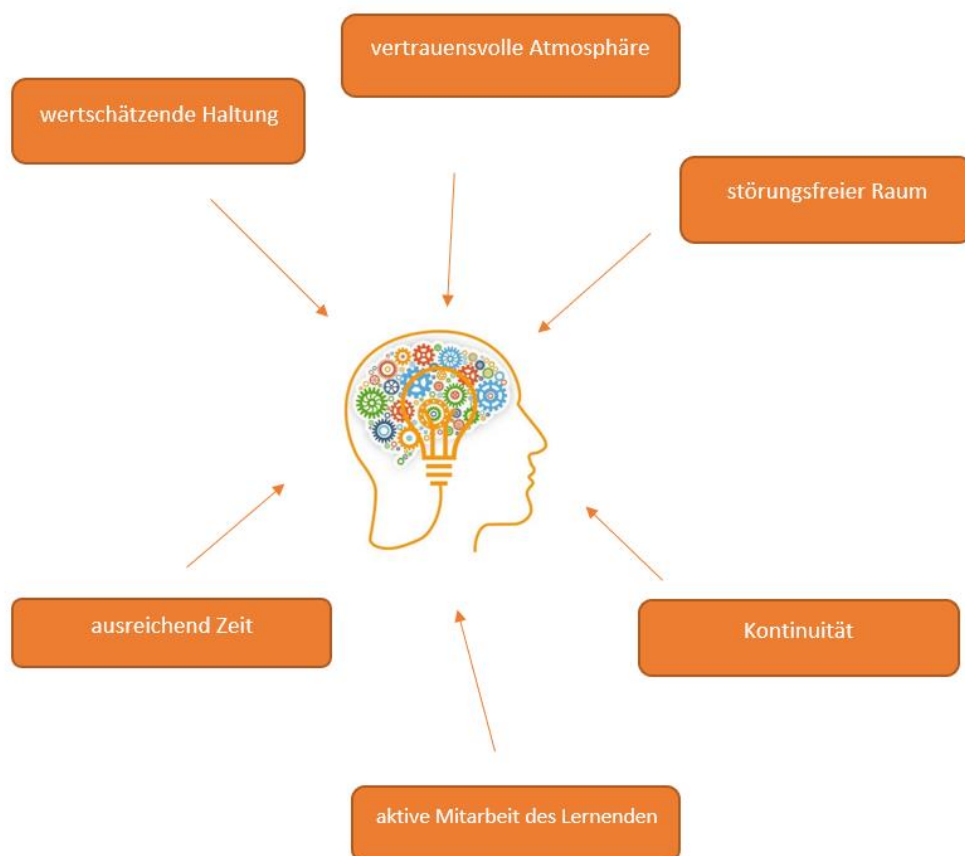 vertrauensvolle Atmosphäre
wertschätzende Haltung
störungsfreier Raum
ausreichend Zeit
Kontinuität
aktive Mitarbeit des Lernenden